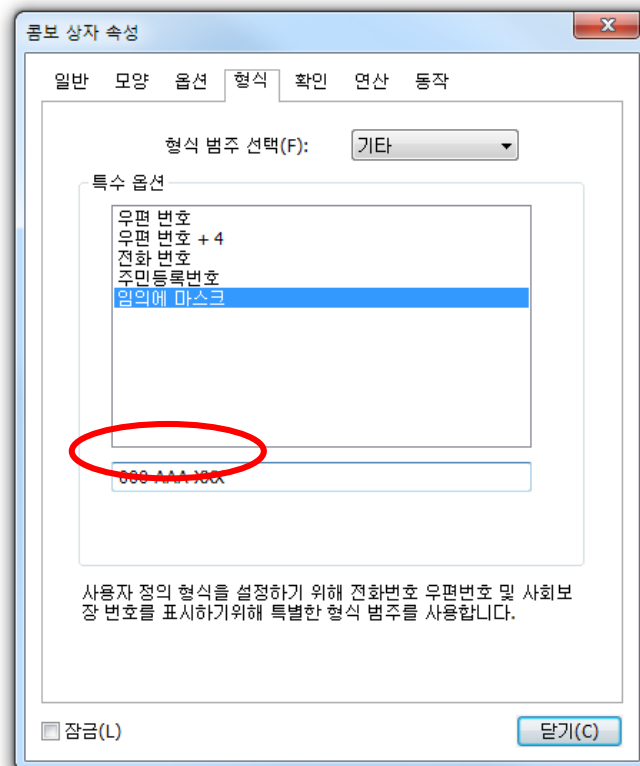 콤보 상자 속성
일반 모양 옵션 형식 확인 연산 동작
형식 범주 선택(F): 기타
특수 옵션
우편 번호
우편 번호 + 4
전화 번호
주민등록번호
임의에 마스크
AAA-XXX
사용자 정의 형식을 설정하기 위해 전화번호 우편번호 및 사회보
장 번호를 표시하기위해 특별한 형식 범주를 사용합니다.
잠금(L) 닫기(C)